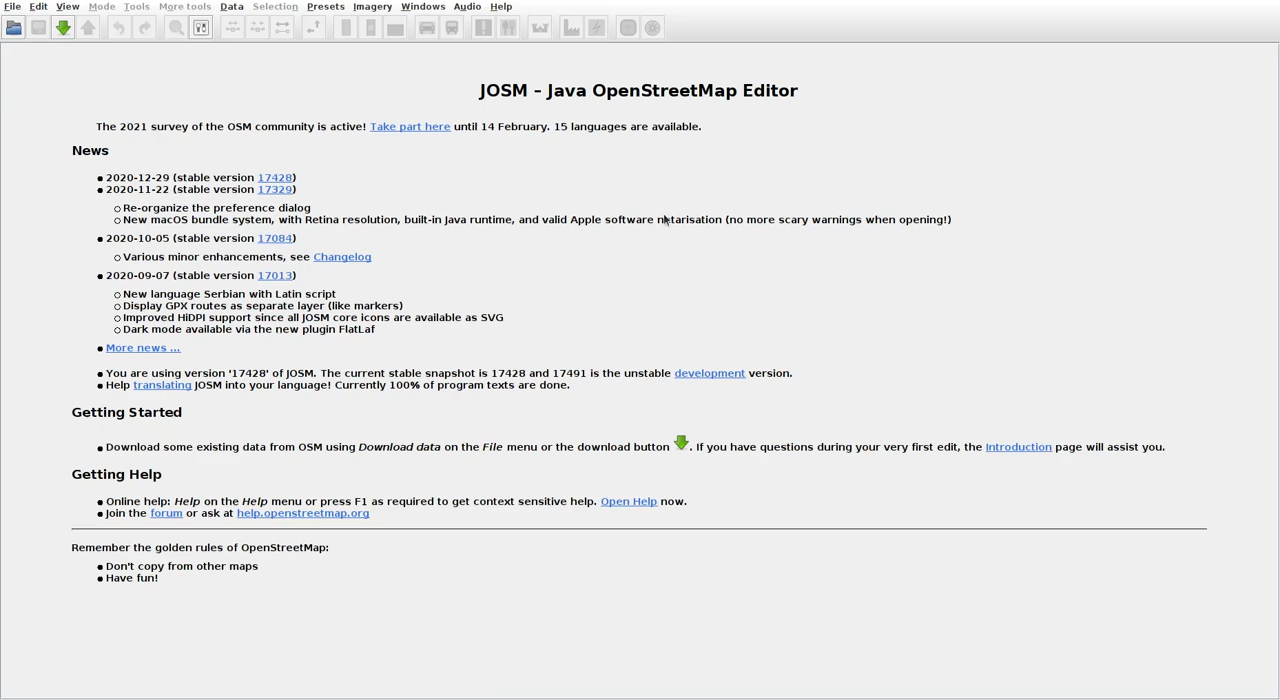 File Edit View Mode Tools More tools Data Selection Presets Imagery Windows Audio Help
JOSM – Java OpenStreetMap Editor
The 2021 survey of the OSM community is active! Take part here until 14 February. 15 languages are available.
News
2020-12-29 (stable version 17428)
2020-11-22 (stable version 17329)
Re-organize the preference dialog
New macOS bundle system, with Retina resolution, built-in Java runtime, and valid Apple software notarisation (no more scary warnings when opening!)
2020-10-05 (stable version 17084)
Various minor enhancements, see Changelog
2020-09-07 (stable version 17013)
New language Serbian with Latin script
Display GPX routes as separate layer (like markers)
Improved HiDPI support since all JOSM core icons are available as SVG
Dark mode available via the new plugin FlatLaf
More news ...
You are using version '17428' of JOSM. The current stable snapshot is 17428 and 17491 is the unstable development version.
Help translating JOSM into your language! Currently 100% of program texts are done.
Getting Started
Download some existing data from OSM using Download data on the File menu or the download button . If you have questions during your very first edit, the Introduction page will assist you.
Getting Help
Online help: Help on the Help menu or press F1 as required to get context sensitive help. Open Help now.
Join the forum or ask at help.openstreetmap.org
Remember the golden rules of OpenStreetMap:
Don't copy from other maps
Have fun!